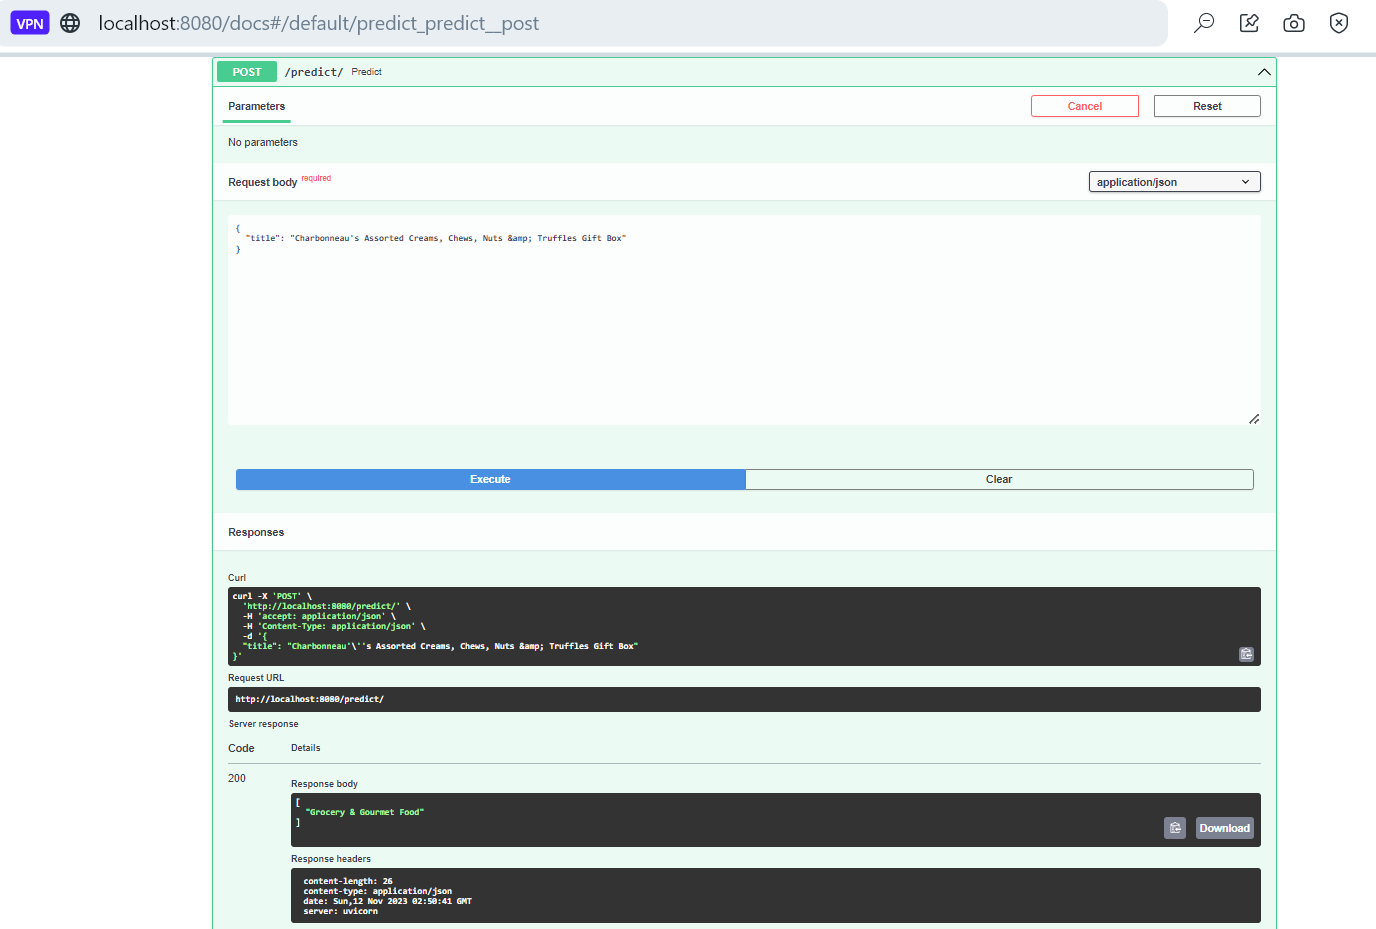 VPN localhost:8080/docs#/default/predict_predict__post
POST /predict/ Predict
Parameters Cancel Reset
No parameters
Request body required application/json
{
"title": "Charbonneau's Assorted Creams, Chews, Nuts &amp; Truffles Gift Box"
}
Execute Clear
Responses
Curl
curl -X 'POST' \
'http://localhost:8080/predict/' \
-H 'accept: application/json' \
-H 'Content-Type: application/json' \
-d '{
"title": "Charbonneau'\''s Assorted Creams, Chews, Nuts &amp; Truffles Gift Box"
}'
Request URL
http://localhost:8080/predict/
Server response
Code Details
200
Response body
[
"Grocery & Gourmet Food"
]
Download
Response headers
content-length: 26
content-type: application/json
date: Sun,12 Nov 2023 02:50:41 GMT
server: uvicorn